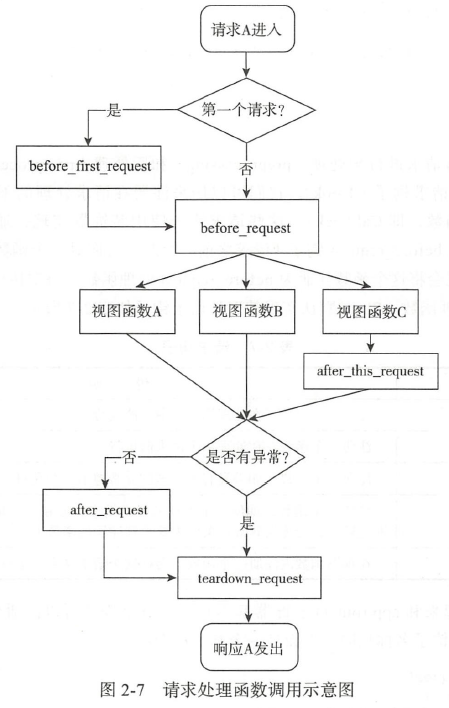 请求A进入
第一个请求?
是
before_first_request
否
before_request
视图函数A
视图函数B
视图函数C
after_this_request
是否有异常?
否
after_request
是
teardown_request
响应A发出
图 2-7 请求处理函数调用示意图